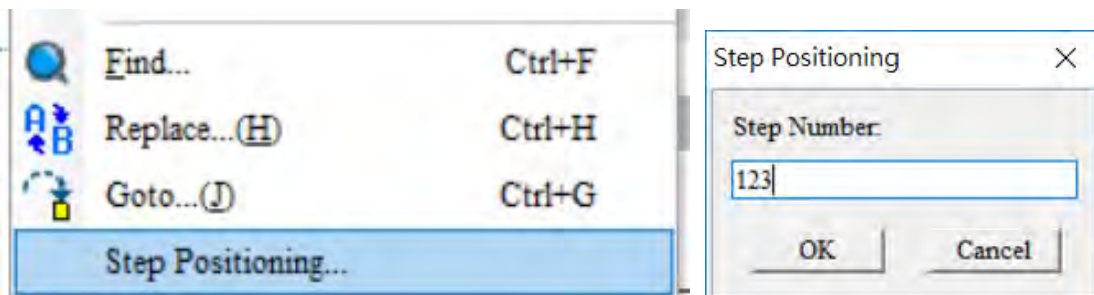 Find... Ctrl+F
Replace...(H) Ctrl+H
Goto...(J) Ctrl+G
Step Positioning...
Step Positioning
Step Number:
123
OK Cancel